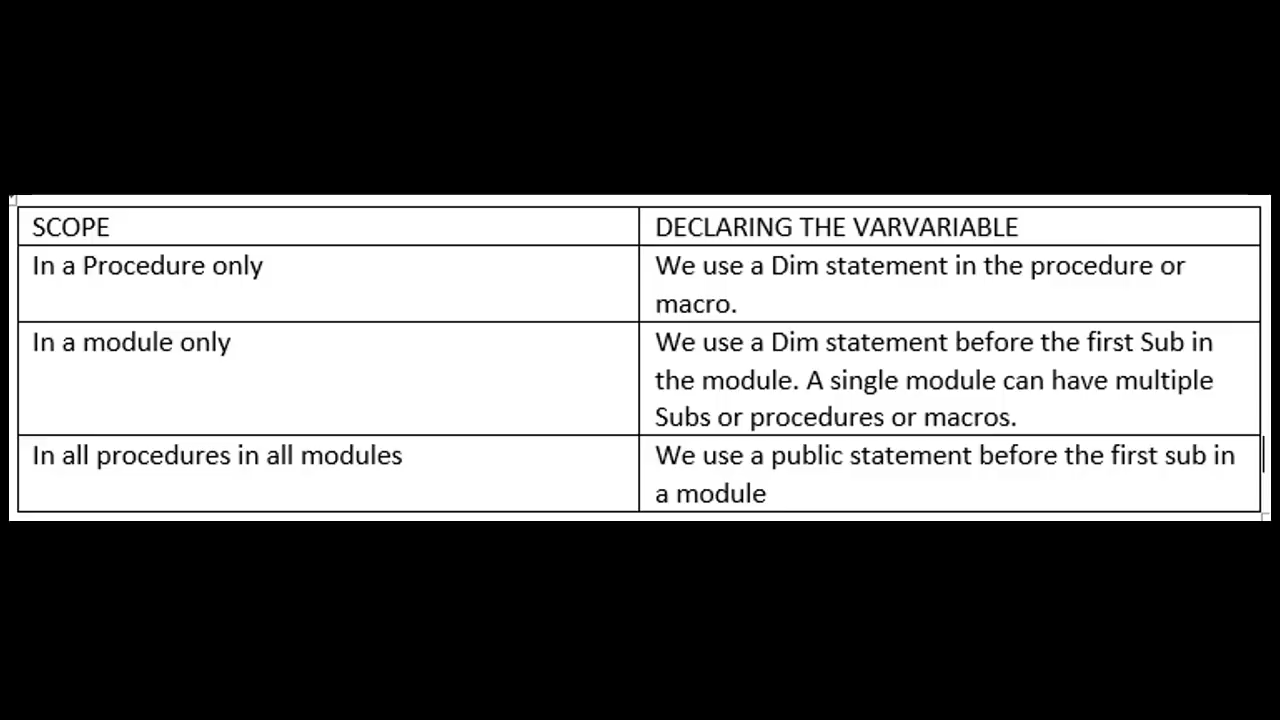 SCOPE
DECLARING THE VARVARIABLE
In a Procedure only
We use a Dim statement in the procedure or
macro.
In a module only
We use a Dim statement before the first Sub in
the module. A single module can have multiple
Subs or procedures or macros.
In all procedures in all modules
We use a public statement before the first sub in
a module